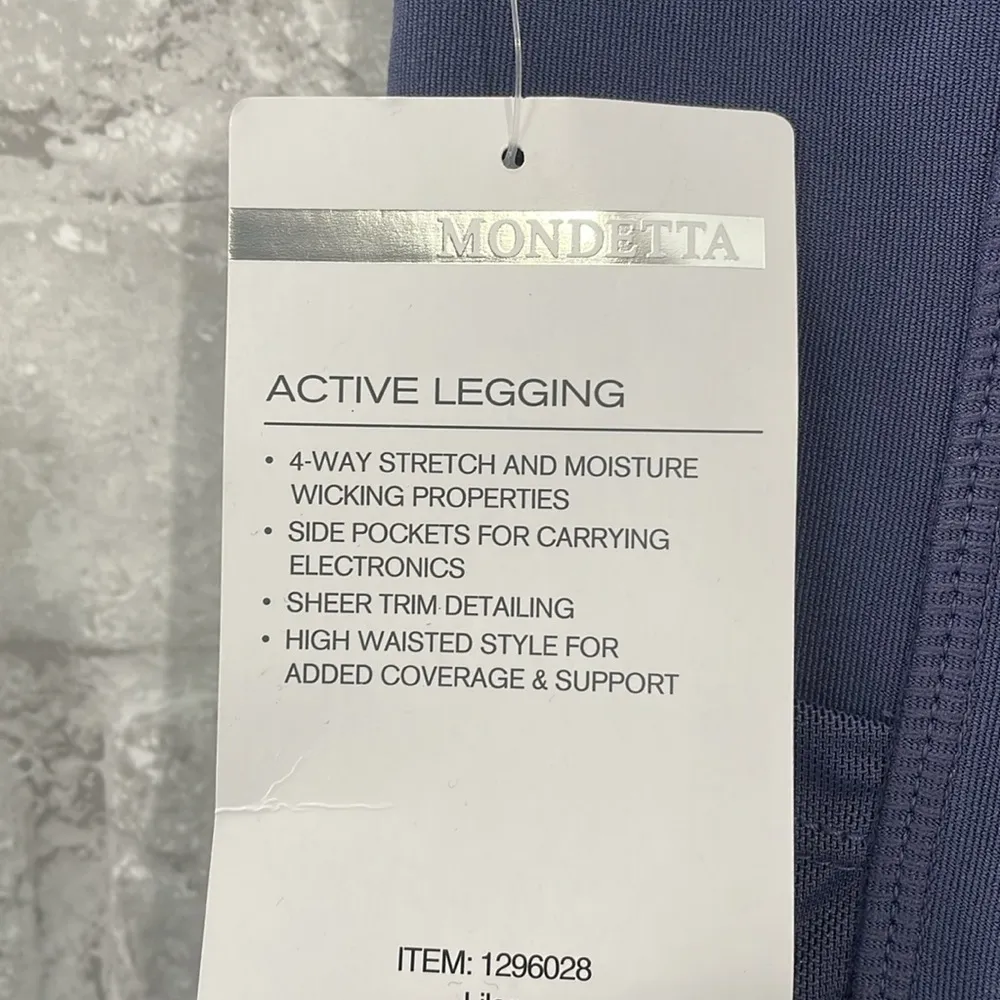 MONDETTA
ACTIVE LEGGING
• 4-WAY STRETCH AND MOISTURE
WICKING PROPERTIES
• SIDE POCKETS FOR CARRYING
ELECTRONICS
• SHEER TRIM DETAILING
• HIGH WAISTED STYLE FOR
ADDED COVERAGE & SUPPORT
ITEM: 1296028